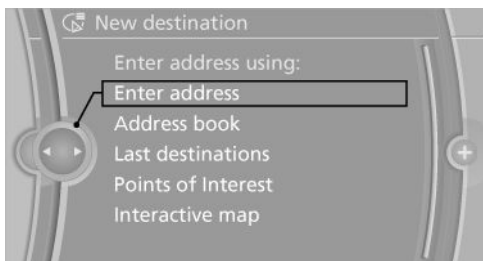 New destination
Enter address using:
Enter address
Address book
Last destinations
Points of Interest
Interactive map